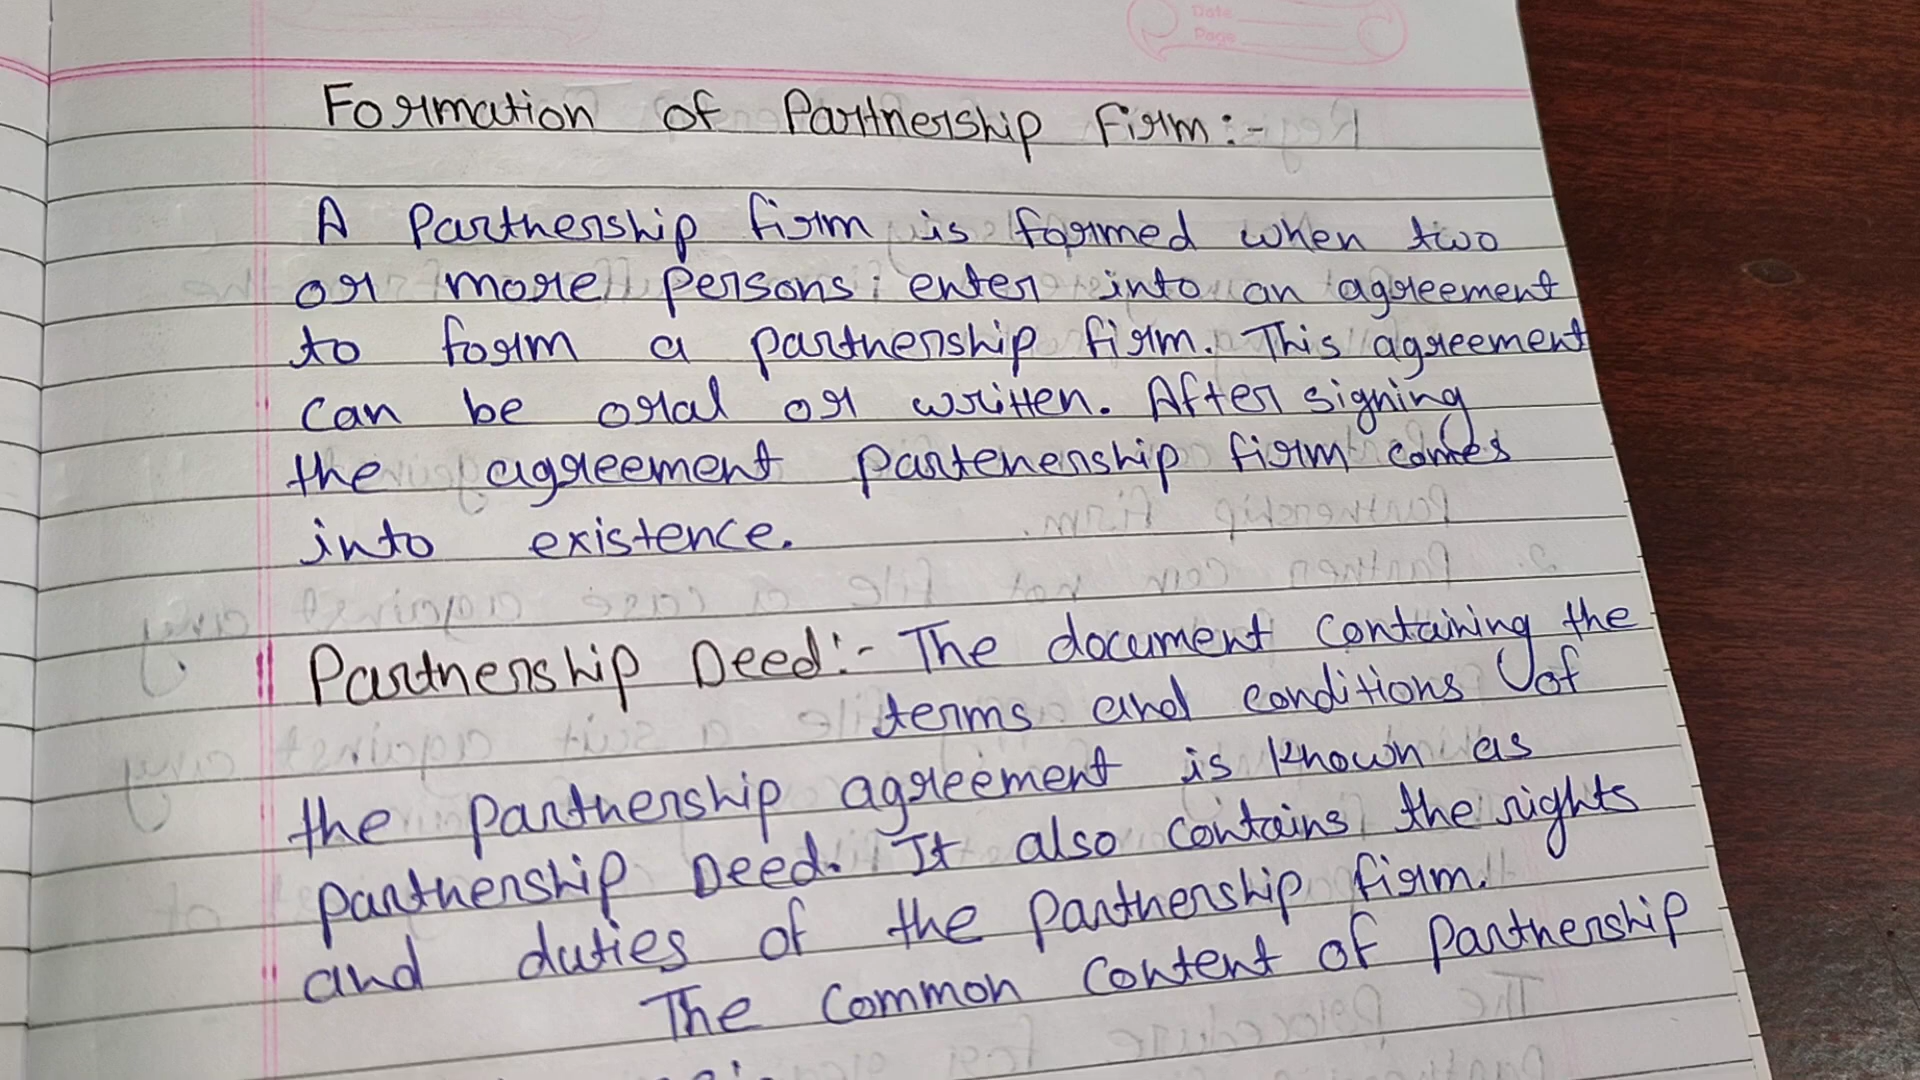 Date
Page
Formation of Partnership Firm:-
A Partnership firm is formed when two
or more persons enter into an agreement
to form a partnership firm. This agreement
can be oral or written. After signing
the agreement partenership firm comes
into existence.
Partnership Deed:- The document containing the
terms and conditions of
the partnership agreement is known as
partnership Deed. It also contains the rights
and duties of the partnership firm.
The common content of partnership